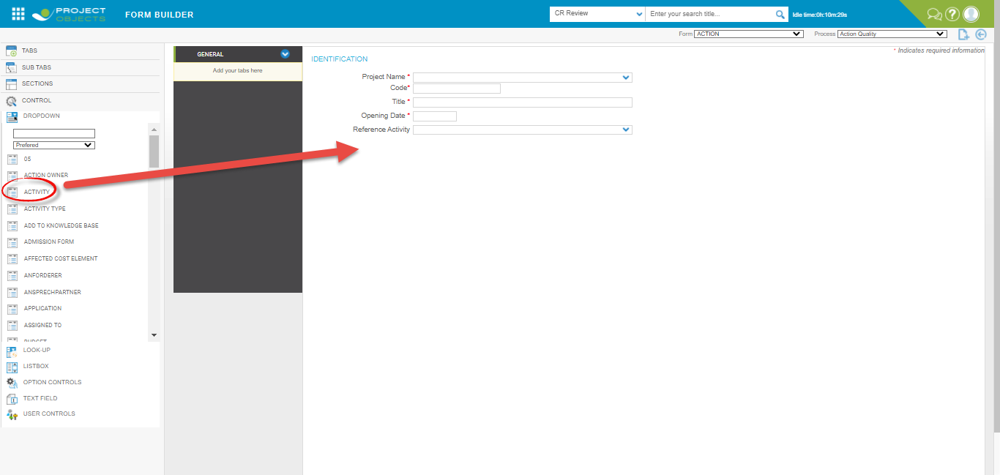 PROJECT
OBJECTS
FORM BUILDER
CR Review
Enter your search title...
Idle time:0h:10m:29s
?
Form ACTION
Process Action Quality
TABS
SUB TABS
SECTIONS
CONTROL
DROPDOWN
Prefered
05
ACTION OWNER
ACTIVITY
ACTIVITY TYPE
ADD TO KNOWLEDGE BASE
ADMISSION FORM
AFFECTED COST ELEMENT
ANFORDERER
ANSPRECHPARTNER
APPLICATION
ASSIGNED TO
BUDGET
LOOK-UP
LISTBOX
OPTION CONTROLS
TEXT FIELD
USER CONTROLS
GENERAL
Add your tabs here
* Indicates required information
IDENTIFICATION
Project Name *
Code*
Title *
Opening Date *
Reference Activity